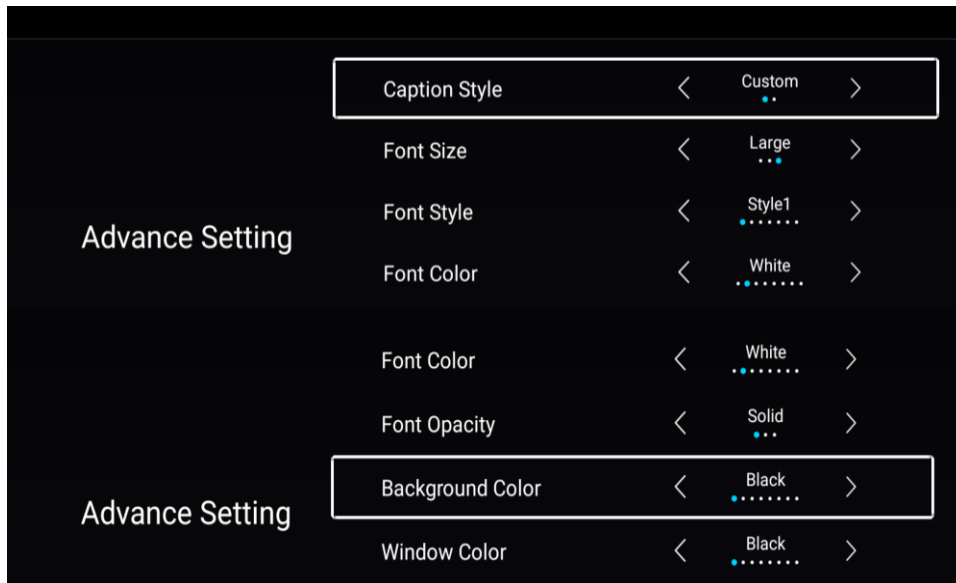 Caption Style Custom
Font Size Large
Font Style Style1
Advance Setting
Font Color White
Font Color White
Font Opacity Solid
Background Color Black
Advance Setting
Window Color Black